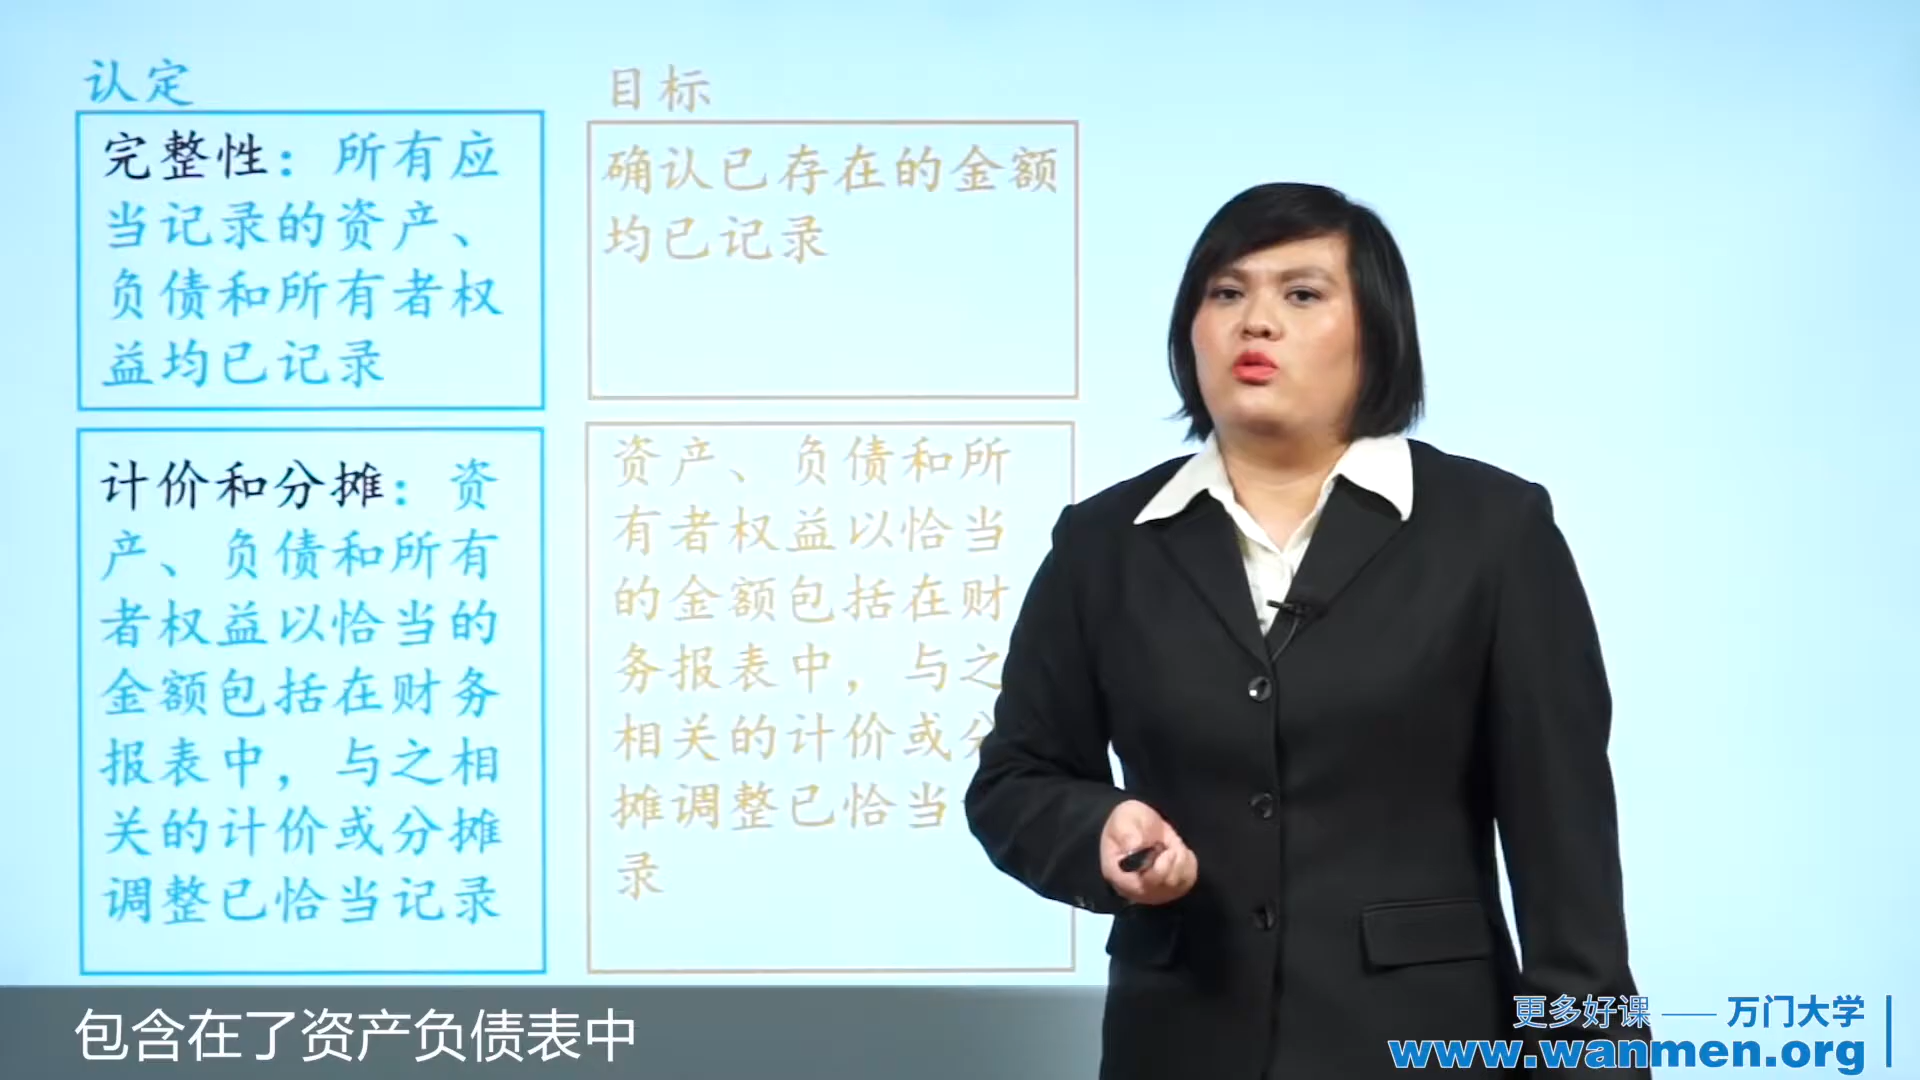 认定
完整性：所有应
当记录的资产、
负债和所有者权
益均已记录
计价和分摊：资
产、负债和所有
者权益以恰当的
金额包括在财务
报表中，与之相
关的计价或分摊
调整已恰当记录
目标
确认已存在的金额
均已记录
资产、负债和所
有者权益以恰当
的金额包括在财
务报表中，与之
相关的计价或分
摊调整已恰当
录
包含在了资产负债表中
更多好课 —— 万门大学
www.wanmen.org